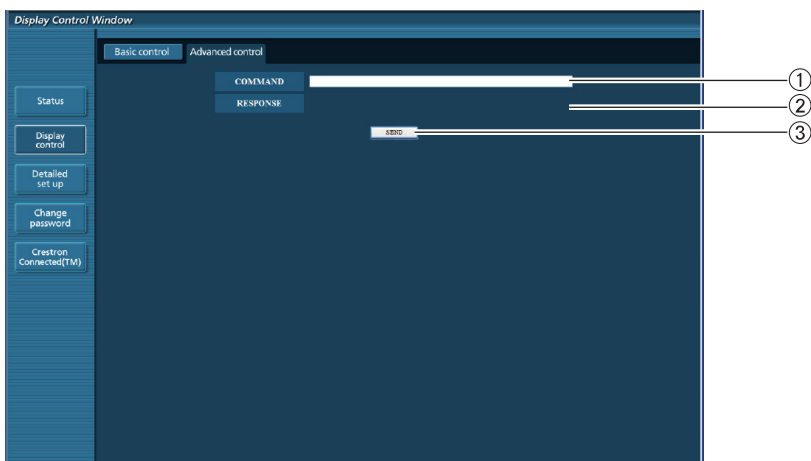 Display Control Window
Basic control
Advanced control
COMMAND
①
RESPONSE
②
SEND
③
Status
Display
control
Detailed
set up
Change
password
Crestron
Connected(TM)